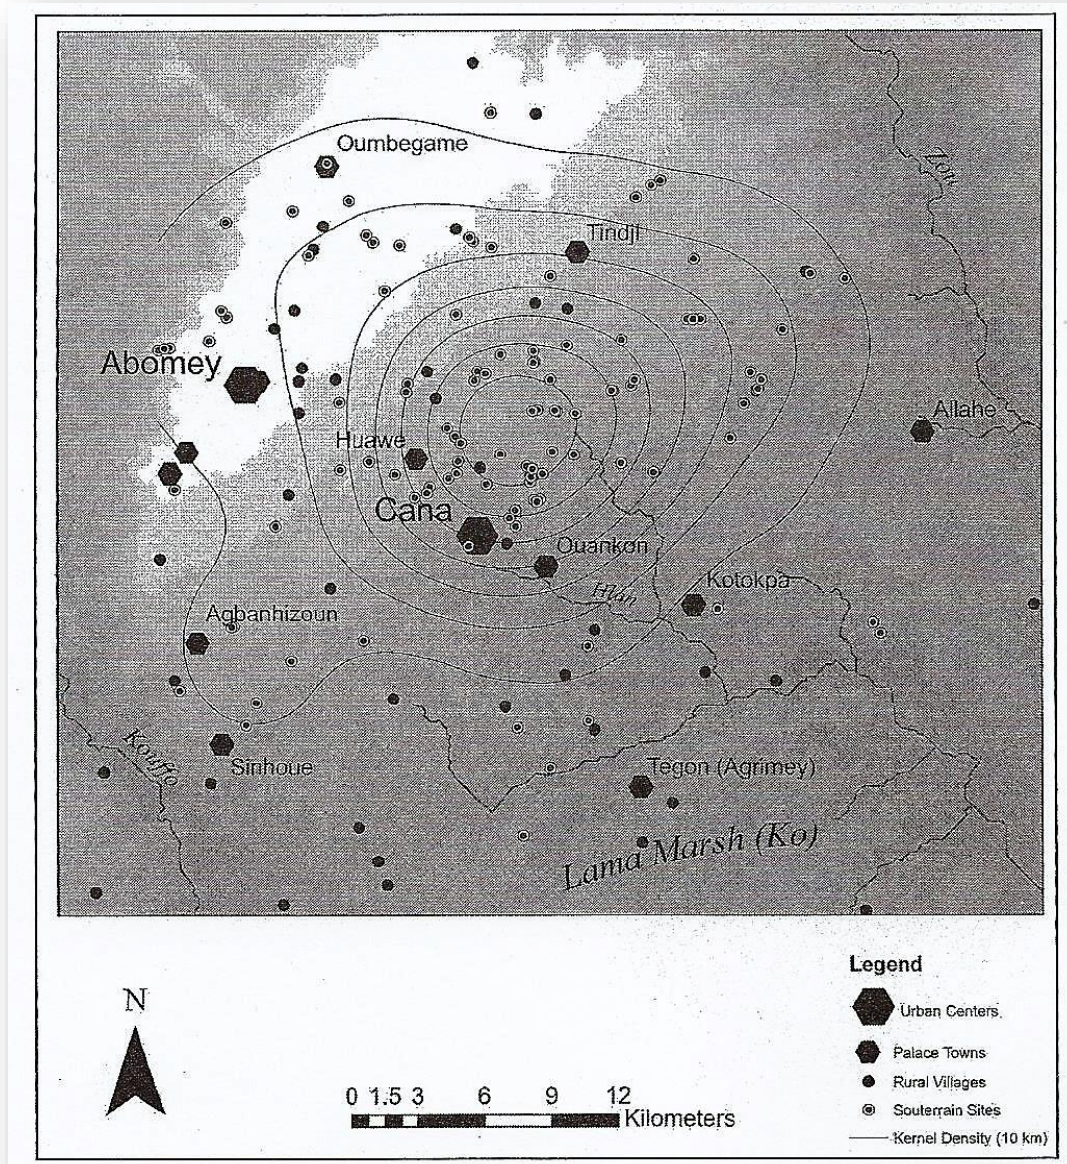 Oumbegame
Zou
Tindji
Abomey
Allahe
Huawe
Cana
Ouankon
Hlan
Kotokpa
Agbanhizoun
Kouffo
Sinhoue
Tegon (Agrimey)
Lama Marsh (Ko)
Legend
N
Urban Centers
Palace Towns
Rural Villages
0 1.5 3 6 9 12
Souterrain Sites
Kilometers
Kernel Density (10 km)